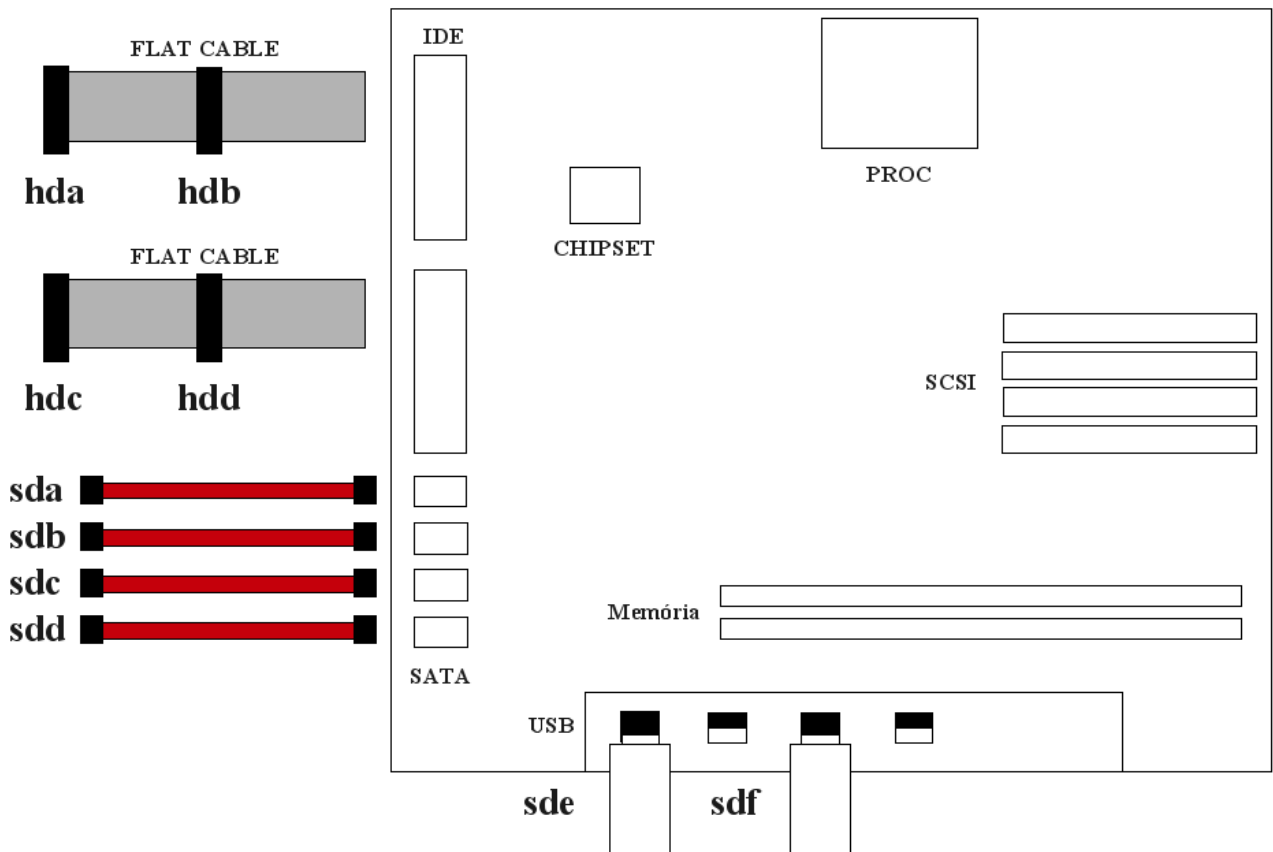 FLAT CABLE
hda hdb
FLAT CABLE
hdc hdd
sda
sdb
sdc
sdd
IDE
PROC
CHIPSET
SCSI
Memória
SATA
USB
sde sdf